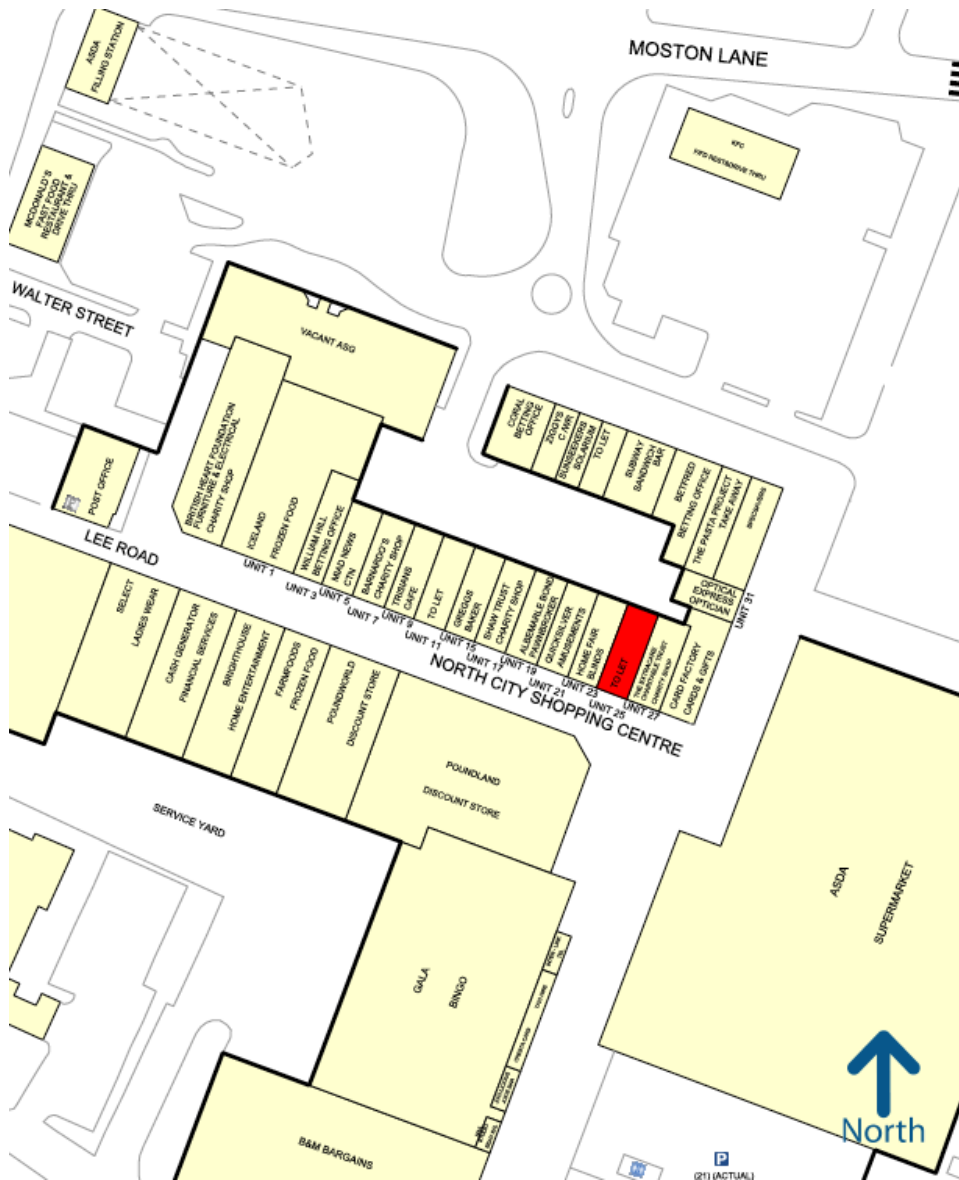 MOSTON LANE
ASDA
FILLING STATION
KFC
MCDONALD'S
FAST FOOD
RESTAURANT &
DRIVE THRU
WALTER STREET
VACANT ASG
CORAL
BETTING
OFFICE
ZIGGYS
SUNSEEKERS
SOLARIUM
TO LET
SUBWAY
SANDWICH
BAR
BETFRED
BETTING OFFICE
THE PASTA PROJECT
TAKE AWAY
OPTICAL
EXPRESS
OPTICIAN
UNIT 31
POST OFFICE
BRITISH HEART FOUNDATION
FURNITURE & ELECTRICAL
CHARITY SHOP
ICELAND
FROZEN FOOD
WILLIAM HILL
BETTING OFFICE
MIAD NEWS
CTN
BARNARDO'S
CHARITY SHOP
TRISIANS
CAFE
TO LET
GREGGS
BAKER
SHAW TRUST
CHARITY SHOP
ALBEMARLE BOND
PAWNBROKER
QUICKSILVER
AMUSEMENTS
HOME FAIR
BLINDS
TO LET
CHARITABLE TRUST
CHARITY SHOP
CARD FACTORY
CARDS & GIFTS
UNIT 1
UNIT 3
UNIT 5
UNIT 7
UNIT 9
UNIT 11
UNIT 15
UNIT 17
UNIT 19
UNIT 21
UNIT 23
UNIT 25
UNIT 27
LEE ROAD
NORTH CITY SHOPPING CENTRE
SELECT
LADIES WEAR
CASH GENERATOR
FINANCIAL SERVICES
BRIGHTHOUSE
HOME ENTERTAINMENT
FARMFOODS
FROZEN FOOD
POUNDWORLD
DISCOUNT STORE
POUNDLAND
DISCOUNT STORE
SERVICE YARD
GALA
BINGO
ASDA
SUPERMARKET
B&M BARGAINS
North
P
(21) (ACTUAL)